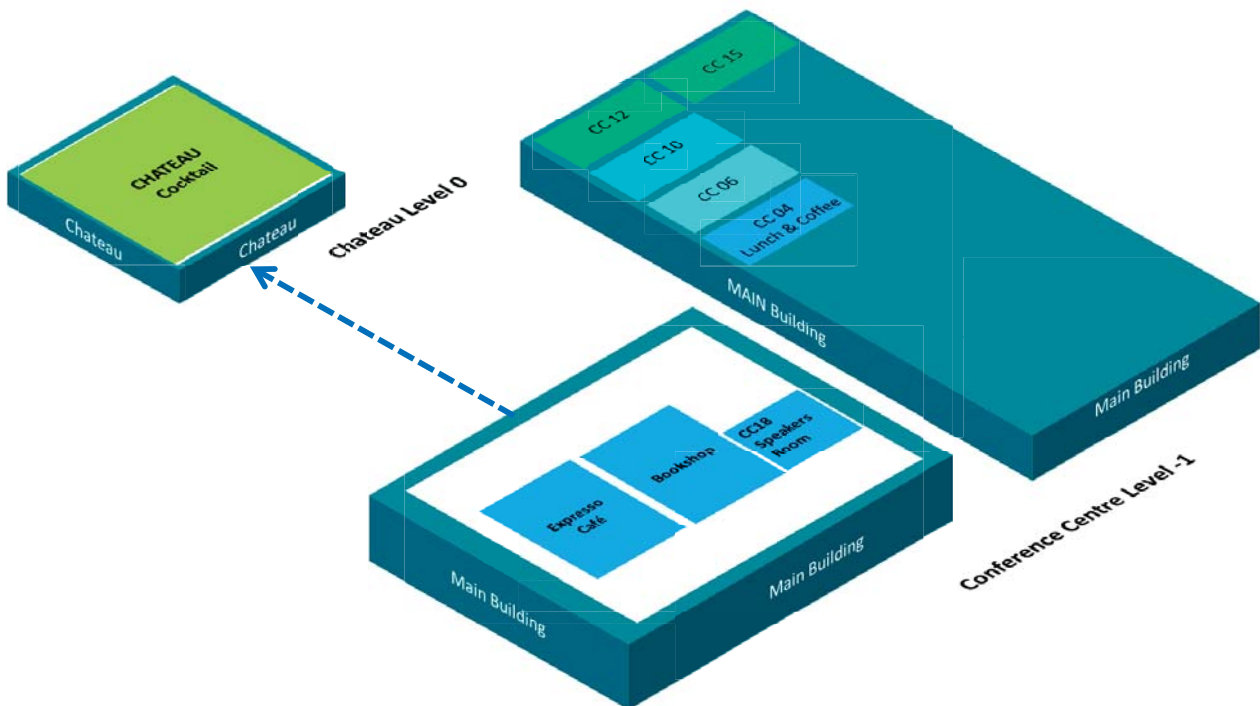 CHATEAU
Cocktail
Chateau
Chateau
Chateau Level 0
CC 15
CC 12
CC 10
CC 06
CC 04
Lunch & Coffee
MAIN Building
Main Building
CC18
Speakers
Room
Bookshop
Expresso
Café
Main Building
Main Building
Conference Centre Level -1